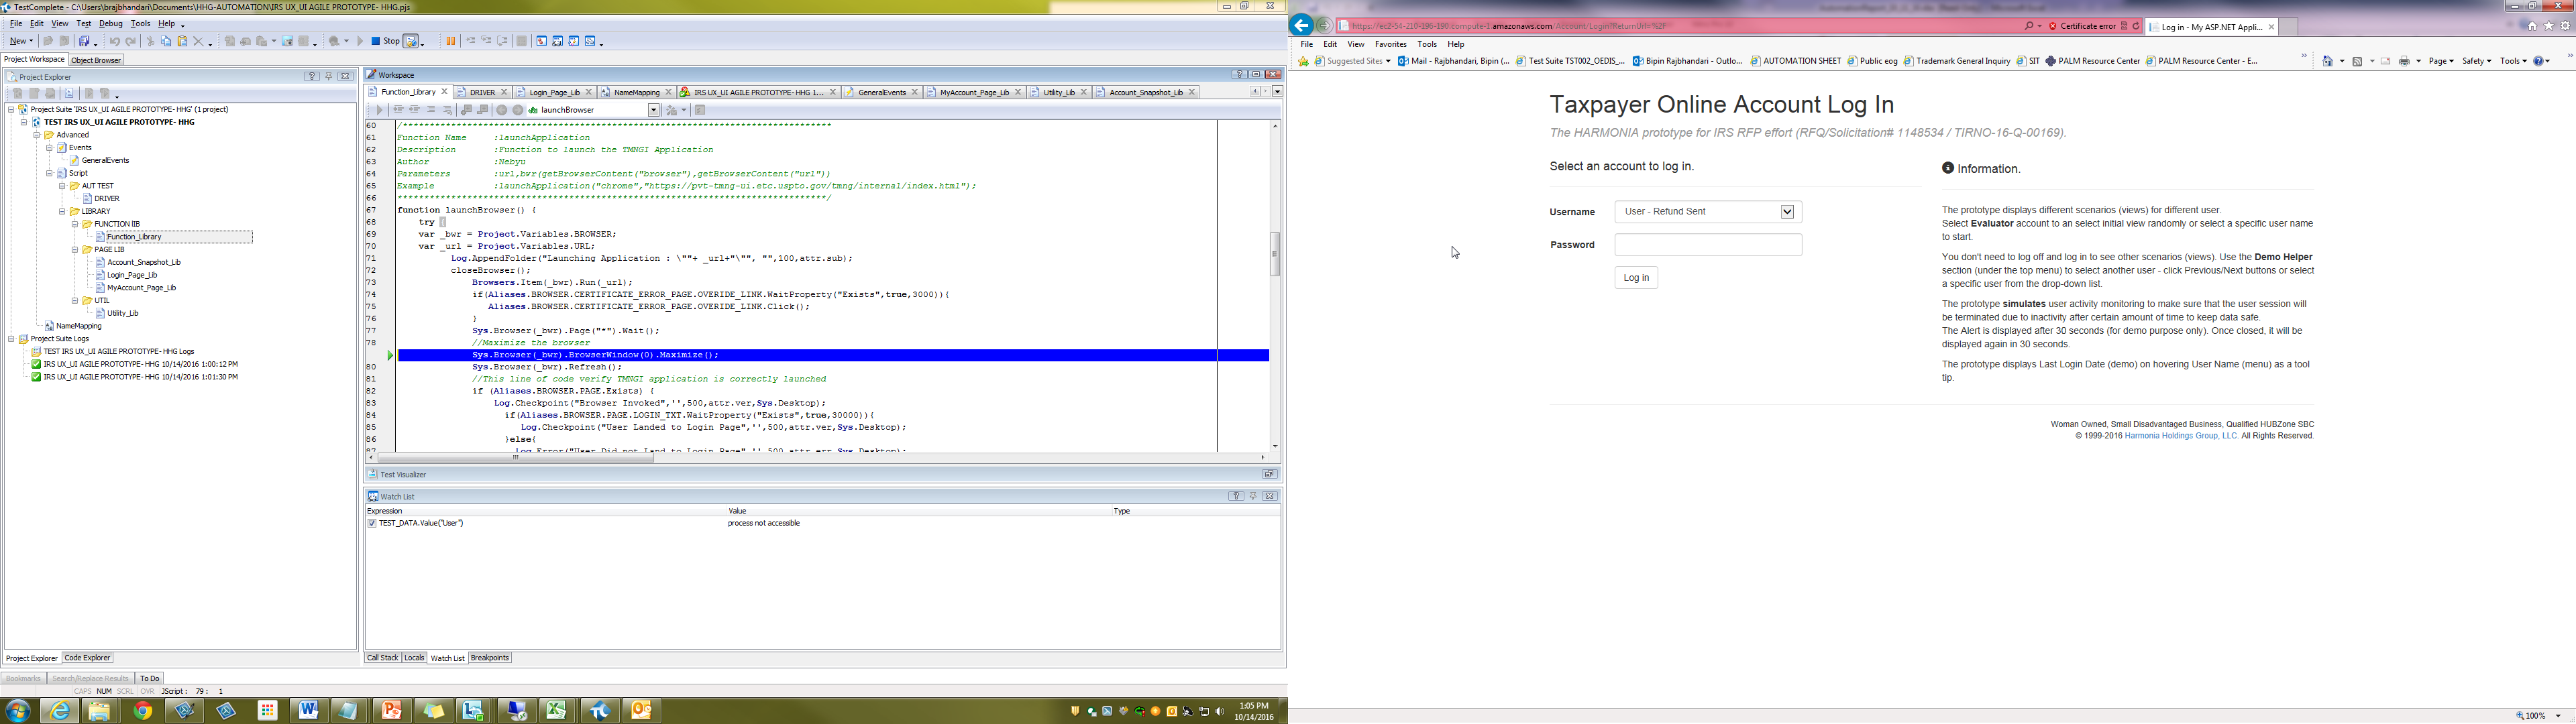 TestComplete - C:\Users\brajbhandari\Documents\HHG-AUTOMATION\IRS UX_UI AGILE PROTOTYPE- HHG.pjs
File Edit View Test Debug Tools Help
New Stop
Project Workspace Object Browser
Project Explorer
Project Suite 'IRS UX_UI AGILE PROTOTYPE-HHG' (1 project)
TEST IRS UX_UI AGILE PROTOTYPE- HHG
Advanced
Events
GeneralEvents
Script
AUT TEST
DRIVER
LIBRARY
FUNCTION lIB
Function_Library
PAGE LIB
Account_Snapshot_Lib
Login_Page_Lib
MyAccount_Page_Lib
UTIL
Utility_Lib
NameMapping
Project Suite Logs
TEST IRS UX_UI AGILE PROTOTYPE- HHG Logs
IRS UX_UI AGILE PROTOTYPE- HHG 10/14/2016 1:00:12 PM
IRS UX_UI AGILE PROTOTYPE- HHG 10/14/2016 1:01:30 PM
Project Explorer Code Explorer
Workspace
Function_Library DRIVER Login_Page_Lib NameMapping IRS UX_UI AGILE PROTOTYPE- HHG 1... GeneralEvents MyAccount_Page_Lib Utility_Lib Account_Snapshot_Lib
launchBrowser
60
61 Function Name :launchApplication
62 Description :Function to launch the TMNGI Application
63 Author :Nebyu
64 Parameters :url,bwr(getBrowserContent("browser"),getBrowserContent("url"))
65 Example :launchApplication("chrome","https://pvt-tmng-ui.etc.uspto.gov/tmng/internal/index.html");
66
67 function launchBrowser() {
68 try {
69 var _bwr = Project.Variables.BROWSER;
70 var _url = Project.Variables.URL;
71 Log.AppendFolder("Launching Application : \""+ _url+"\"", "",100,attr.sub);
72 closeBrowser();
73 Browsers.Item(_bwr).Run(_url);
74 if(Aliases.BROWSER.CERTIFICATE_ERROR_PAGE.OVERIDE_LINK.WaitProperty("Exists",true,3000)){
75 Aliases.BROWSER.CERTIFICATE_ERROR_PAGE.OVERIDE_LINK.Click();
76 }
77 Sys.Browser(_bwr).Page("*").Wait();
78 //Maximize the browser
Sys.Browser(_bwr).BrowserWindow(0).Maximize();
80 Sys.Browser(_bwr).Refresh();
81 //This line of code verify TMNGI application is correctly launched
82 if (Aliases.BROWSER.PAGE.Exists) {
83 Log.Checkpoint("Browser Invoked",'',500,attr.ver,Sys.Desktop);
84 if(Aliases.BROWSER.PAGE.LOGIN_TXT.WaitProperty("Exists",true,30000)){
85 Log.Checkpoint("User Landed to Login Page",'',500,attr.ver,Sys.Desktop);
86 }else{
87 Log.Error("User Did not Land to Login Page",'',500,attr.err,Sys.Desktop);
Test Visualizer
Watch List
Expression Value Type
TEST_DATA.Value("User") process not accessible
Call Stack Locals Watch List Breakpoints
Bookmarks Search/Replace Results To Do
CAPS NUM SCRL OVR JScript : 79 : 1
1:05 PM
10/14/2016
https://ec2-54-210-196-190.compute-1.amazonaws.com/Account/Login?ReturnUrl=%2F Certificate error Log in - My ASP.NET Appli...
File Edit View Favorites Tools Help
Suggested Sites Mail - Rajbhandari, Bipin (... Test Suite TST002_OEDIS_... Bipin Rajbhandari - Outlo... AUTOMATION SHEET Public eog Trademark General Inquiry SIT PALM Resource Center PALM Resource Center - E... Page Safety Tools
Taxpayer Online Account Log In
The HARMONIA prototype for IRS RFP effort (RFQ/Solicitation# 1148534 / TIRNO-16-Q-00169).
Select an account to log in.
Username User - Refund Sent
Password
Log in
Information.
The prototype displays different scenarios (views) for different user.
Select Evaluator account to an select initial view randomly or select a specific user name
to start.
You don't need to log off and log in to see other scenarios (views). Use the Demo Helper
section (under the top menu) to select another user - click Previous/Next buttons or select
a specific user from the drop-down list.
The prototype simulates user activity monitoring to make sure that the user session will
be terminated due to inactivity after certain amount of time to keep data safe.
The Alert is displayed after 30 seconds (for demo purpose only). Once closed, it will be
displayed again in 30 seconds.
The prototype displays Last Login Date (demo) on hovering User Name (menu) as a tool
tip.
Woman Owned, Small Disadvantaged Business, Qualified HUBZone SBC
© 1999-2016 Harmonia Holdings Group, LLC. All Rights Reserved.
100%